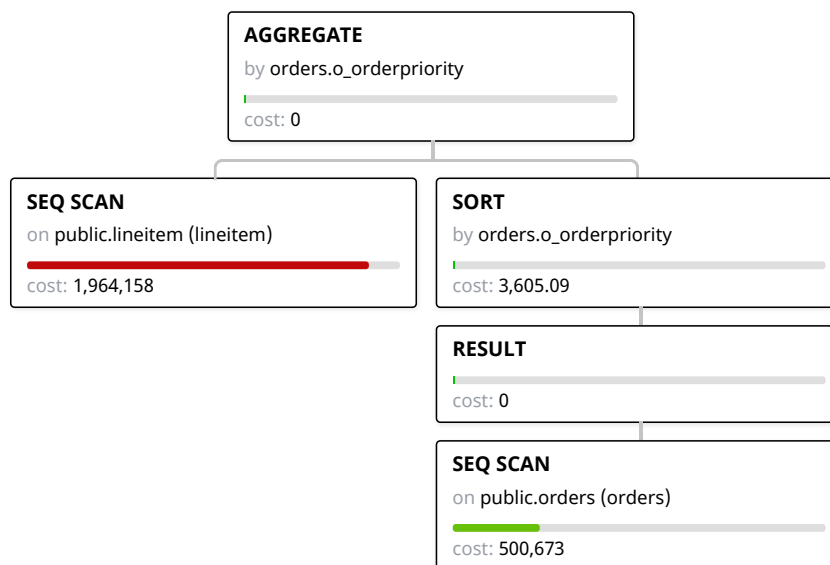 AGGREGATE
by orders.o_orderpriority
cost: 0
SEQ SCAN
on public.lineitem (lineitem)
cost: 1,964,158
SORT
by orders.o_orderpriority
cost: 3,605.09
RESULT
cost: 0
SEQ SCAN
on public.orders (orders)
cost: 500,673